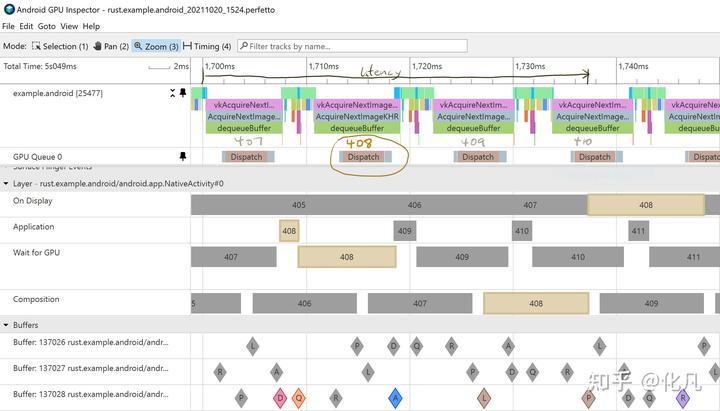 Android GPU Inspector - rust.example.android_20211020_1524.perfetto
File Edit Goto View Help
Mode: Selection (1) Pan (2) Zoom (3) Timing (4) Filter tracks by name...
Total Time: 5s049ms 2ms 1,700ms 1,710ms 1,720ms 1,730ms 1,740ms
latency
example.android [25477]
vkAcquireNextI... vkAcquireNextImage... vkAcquireNextIm... vkAcquireNextIm... vkAcquireNextI...
AcquireNextIma... AcquireNextImageKHR AcquireNextImage... AcquireNextImage... AcquireNextIma...
dequeueBuffer dequeueBuffer dequeueBuffer dequeueBuffer dequeueBuffer
407 408 409 410
GPU Queue 0 Dispatch Dispatch Dispatch Dispatch Dispatch
Surface Flinger Events
Layer - rust.example.android/android.app.NativeActivity#0
On Display 405 406 407 408
Application 408 409 410 411
Wait for GPU 407 408 409 410 411
Composition 5 406 407 408 409
Buffers
Buffer: 137026 rust.example.android/andr... L P D Q R A L P
Buffer: 137027 rust.example.android/andr... R A L P D Q R A
Buffer: 137028 rust.example.android/andr... P D Q R A L P D Q R
知乎 @化凡